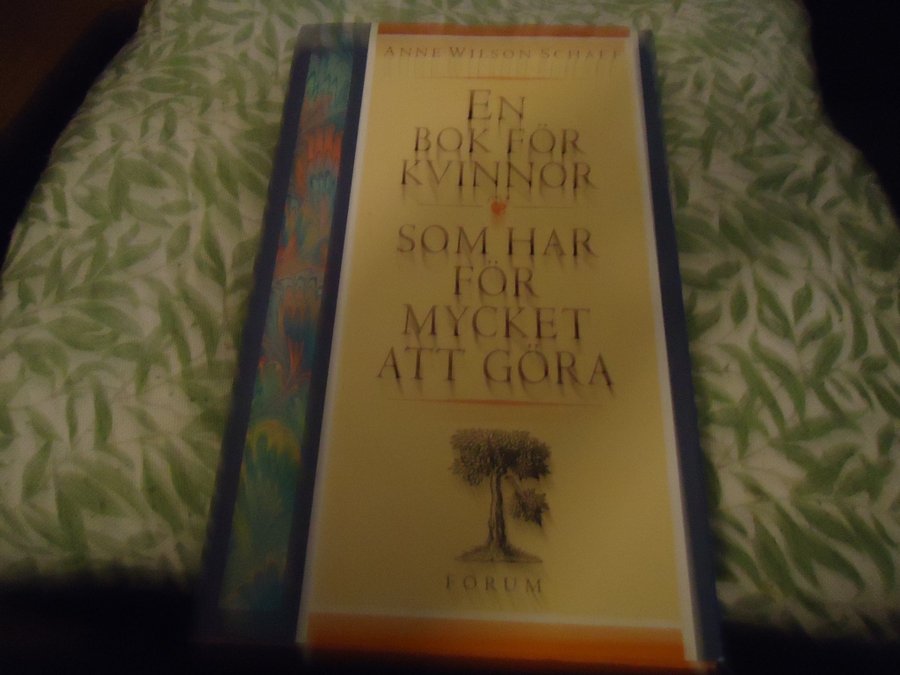 ANNE WILSON SCHAEF
EN
BOK FÖR
KVINNOR
SOM HAR
FÖR
MYCKET
ATT GÖRA
FORUM